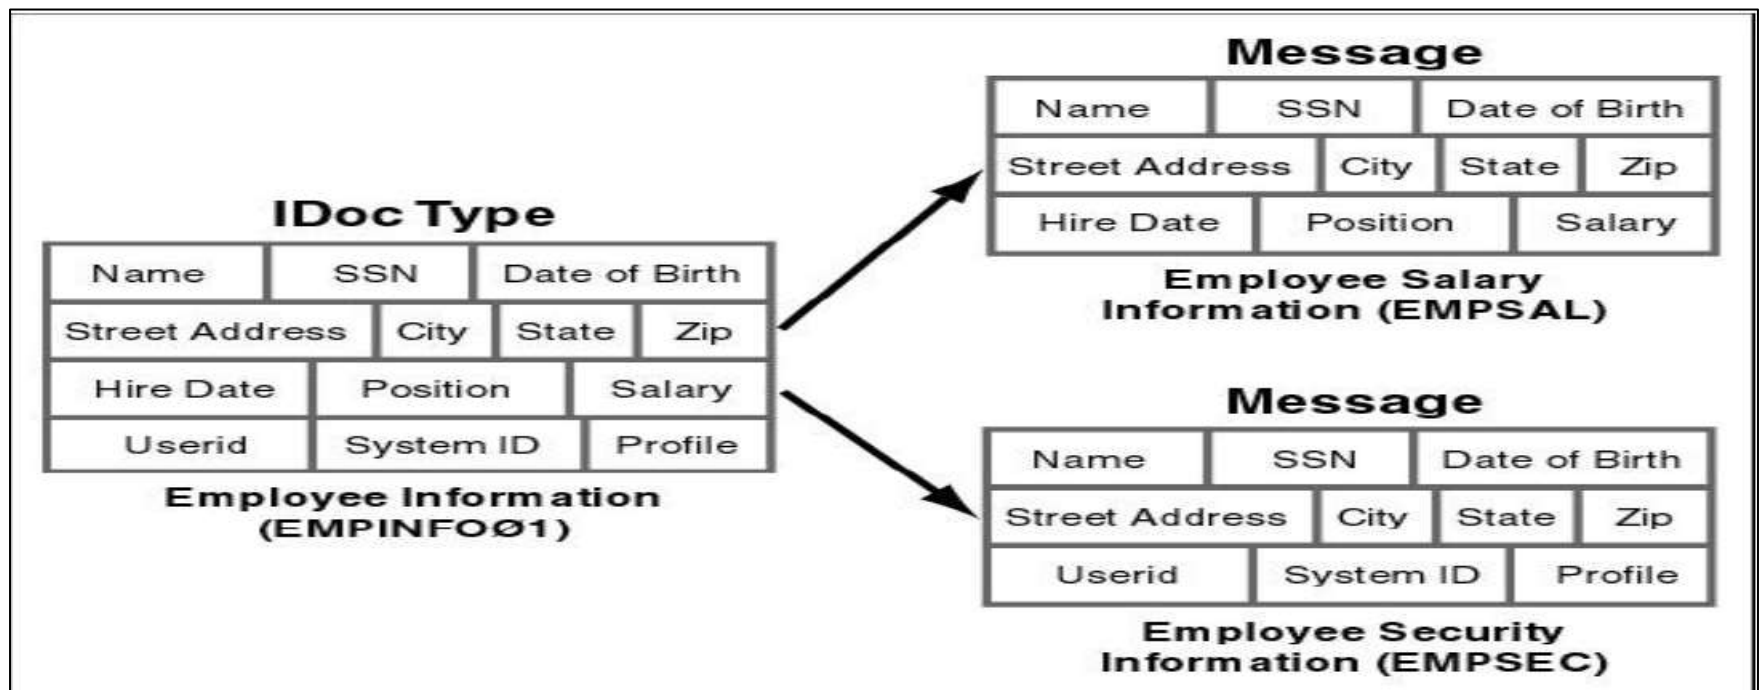 IDoc Type
Name SSN Date of Birth
Street Address City State Zip
Hire Date Position Salary
Userid System ID Profile
Employee Information
(EMPINFOØ1)
Message
Name SSN Date of Birth
Street Address City State Zip
Hire Date Position Salary
Employee Salary
Information (EMPSAL)
Message
Name SSN Date of Birth
Street Address City State Zip
Userid System ID Profile
Employee Security
Information (EMPSEC)